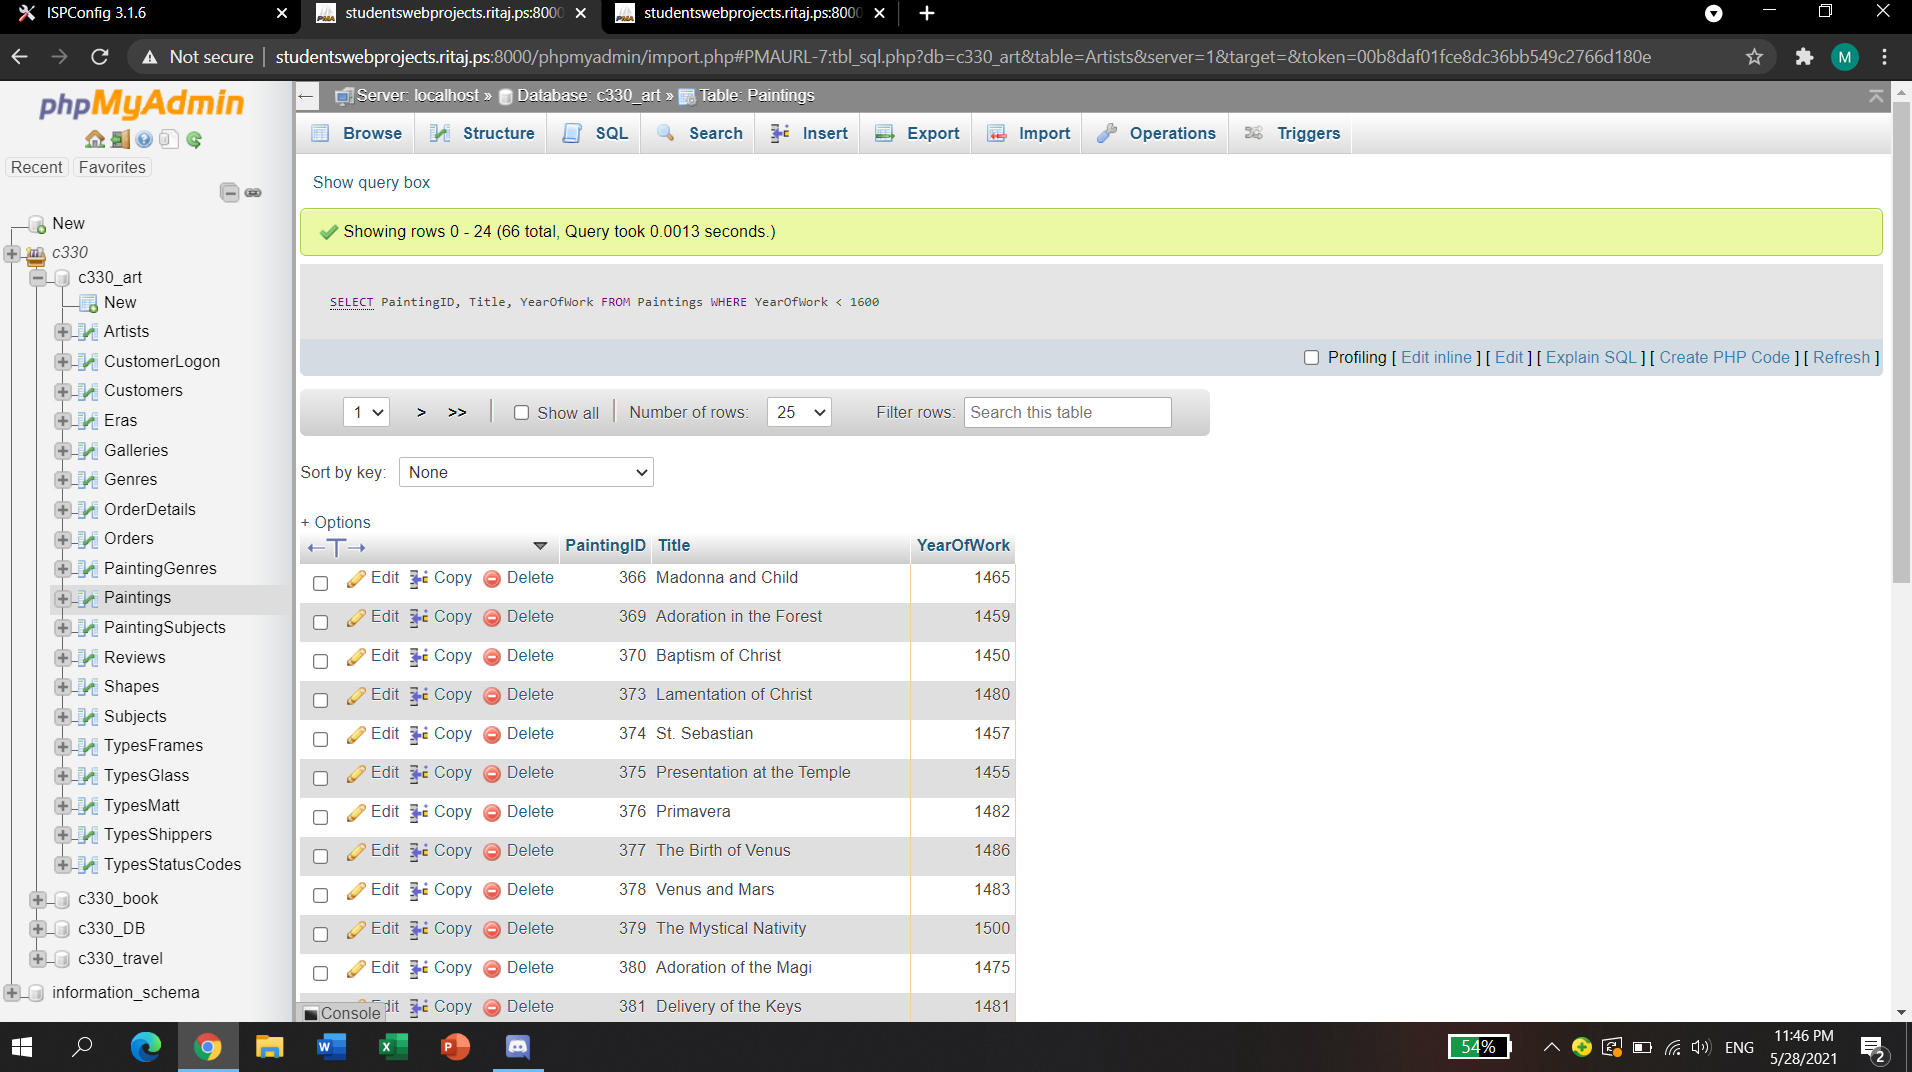 ISPConfig 3.1.6
studentswebprojects.ritaj.ps:8000
studentswebprojects.ritaj.ps:8000
Not secure studentswebprojects.ritaj.ps:8000/phpmyadmin/import.php#PMAURL-7:tbl_sql.php?db=c330_art&table=Artists&server=1&target=&token=00b8daf01fce8dc36bb549c2766d180e
M
phpMyAdmin
Recent Favorites
New
c330
c330_art
New
Artists
CustomerLogon
Customers
Eras
Galleries
Genres
OrderDetails
Orders
PaintingGenres
Paintings
PaintingSubjects
Reviews
Shapes
Subjects
TypesFrames
TypesGlass
TypesMatt
TypesShippers
TypesStatusCodes
c330_book
c330_DB
c330_travel
information_schema
Server: localhost » Database: c330_art » Table: Paintings
Browse Structure SQL Search Insert Export Import Operations Triggers
Show query box
Showing rows 0 - 24 (66 total, Query took 0.0013 seconds.)
SELECT PaintingID, Title, YearOfWork FROM Paintings WHERE YearOfWork < 1600
Profiling [ Edit inline ] [ Edit ] [ Explain SQL ] [ Create PHP Code ] [ Refresh ]
1 > >> Show all Number of rows: 25 Filter rows: Search this table
Sort by key: None
+ Options
←T→ PaintingID Title YearOfWork
Edit Copy Delete 366 Madonna and Child 1465
Edit Copy Delete 369 Adoration in the Forest 1459
Edit Copy Delete 370 Baptism of Christ 1450
Edit Copy Delete 373 Lamentation of Christ 1480
Edit Copy Delete 374 St. Sebastian 1457
Edit Copy Delete 375 Presentation at the Temple 1455
Edit Copy Delete 376 Primavera 1482
Edit Copy Delete 377 The Birth of Venus 1486
Edit Copy Delete 378 Venus and Mars 1483
Edit Copy Delete 379 The Mystical Nativity 1500
Edit Copy Delete 380 Adoration of the Magi 1475
dit Copy Delete 381 Delivery of the Keys 1481
Console
54% ENG 11:46 PM
5/28/2021
2